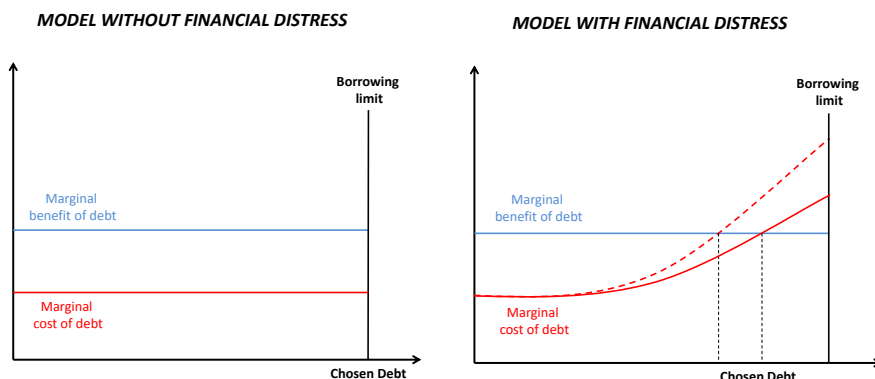 MODEL WITHOUT FINANCIAL DISTRESS
Borrowing
limit
Marginal
benefit of debt
Marginal
cost of debt
Chosen Debt
MODEL WITH FINANCIAL DISTRESS
Borrowing
limit
Marginal
benefit of debt
Marginal
cost of debt
Chosen Debt